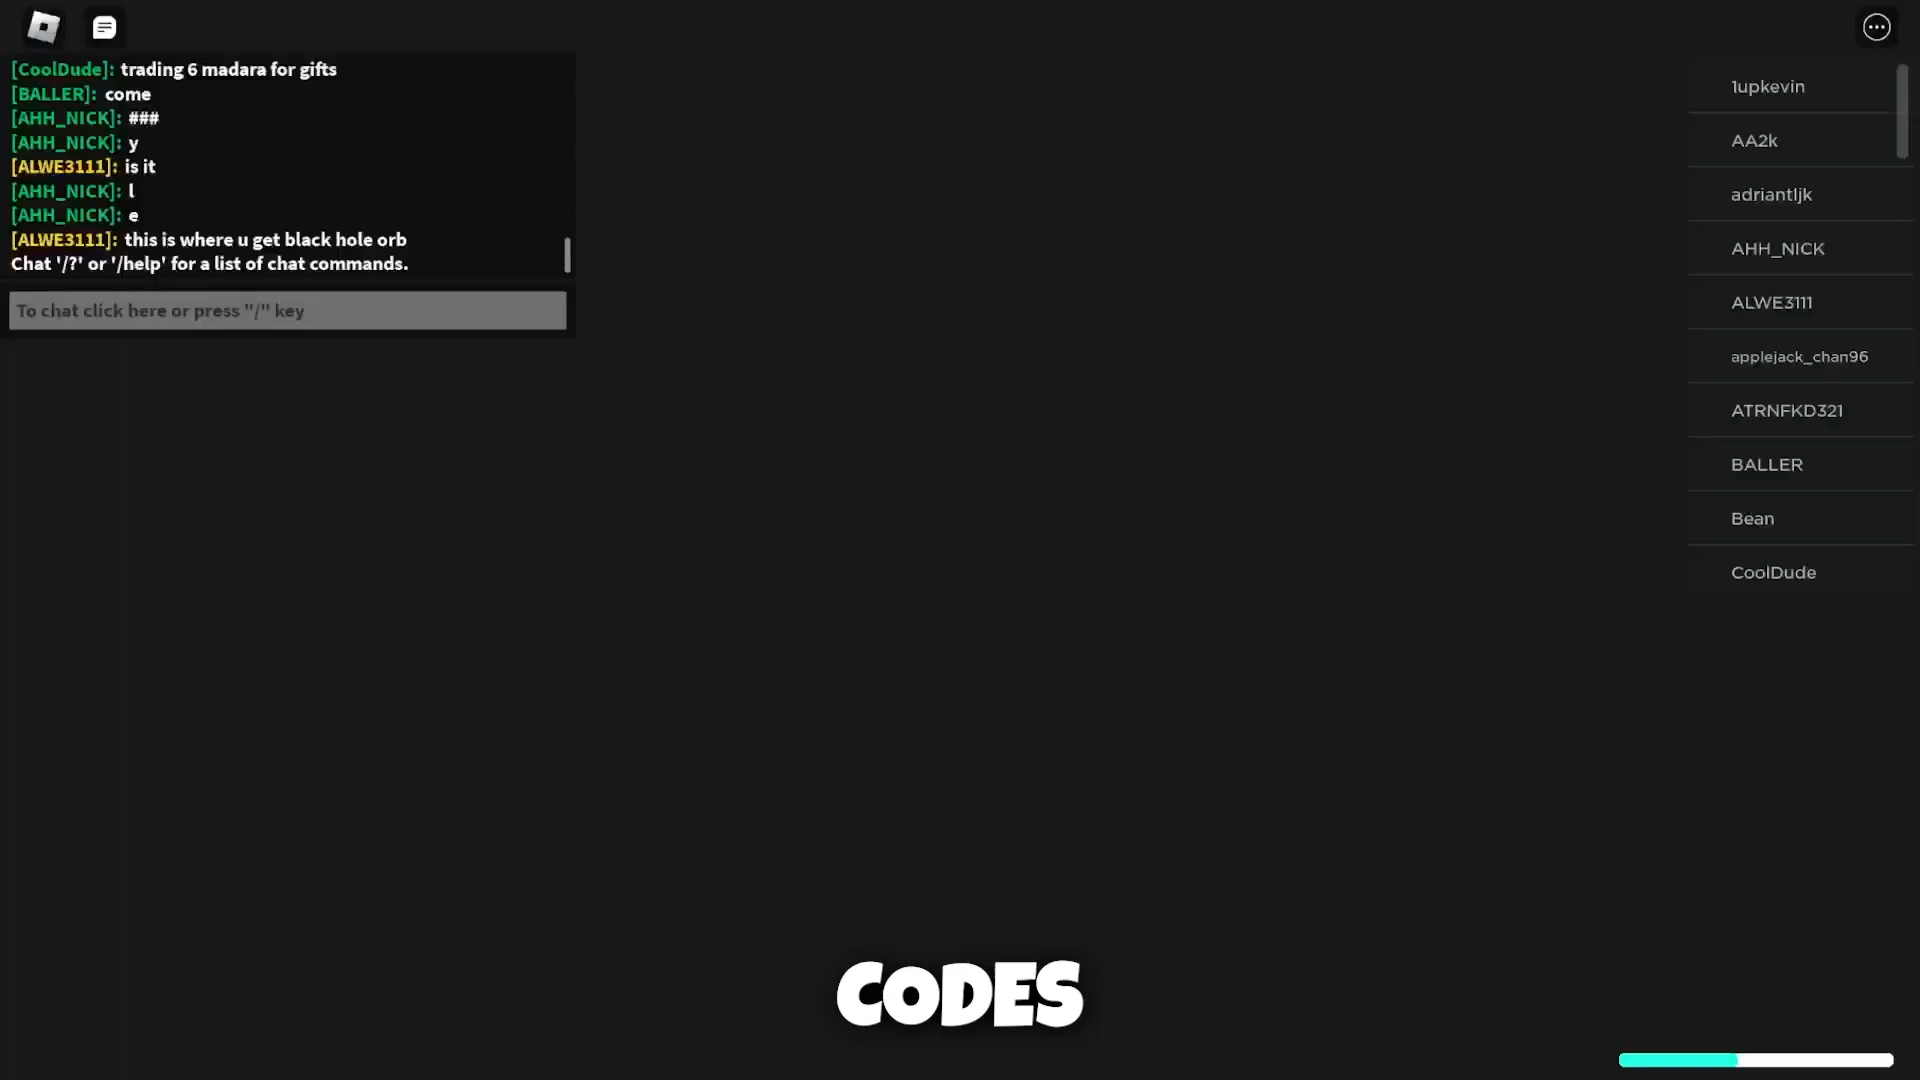 [CoolDude]: trading 6 madara for gifts
[BALLER]: come
[AHH_NICK]: ###
[AHH_NICK]: y
[ALWE3111]: is it
[AHH_NICK]: l
[AHH_NICK]: e
[ALWE3111]: this is where u get black hole orb
Chat '/?' or '/help' for a list of chat commands.
To chat click here or press "/" key
1upkevin
AA2k
adriantljk
AHH_NICK
ALWE3111
applejack_chan96
ATRNFKD321
BALLER
Bean
CoolDude
CODES